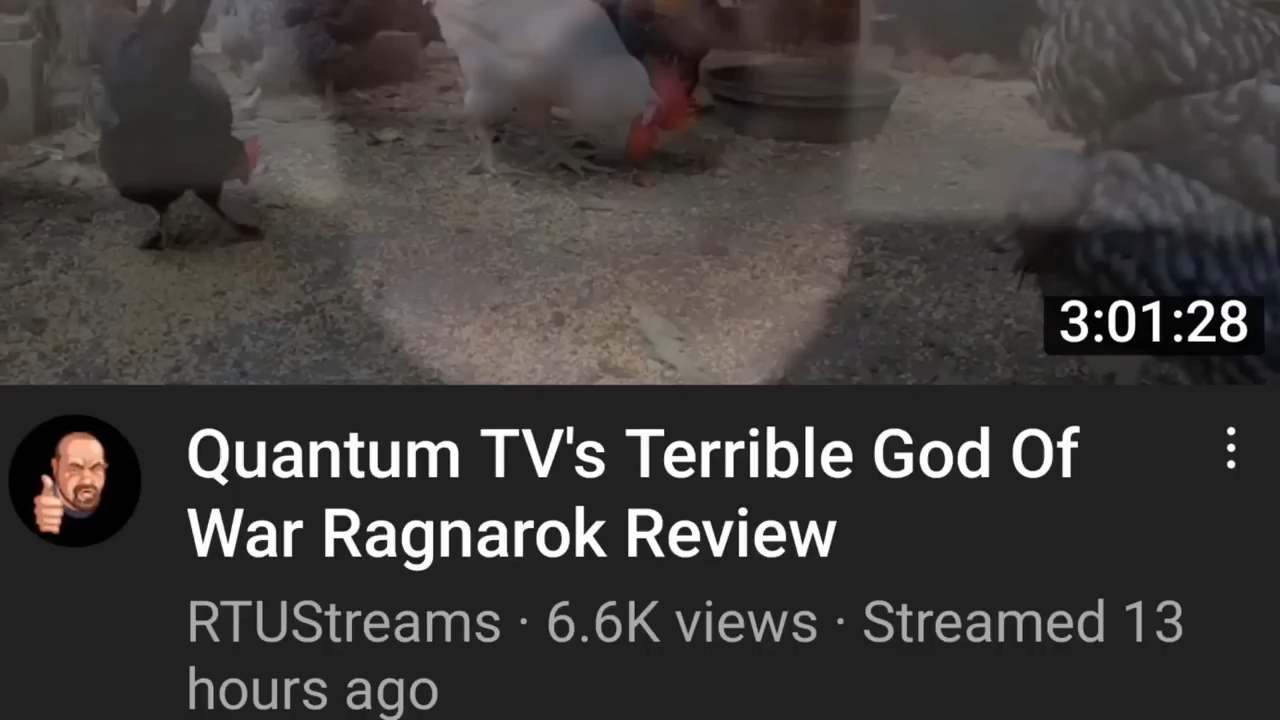 3:01:28
Quantum TV's Terrible God Of
War Ragnarok Review
RTUStreams · 6.6K views · Streamed 13
hours ago